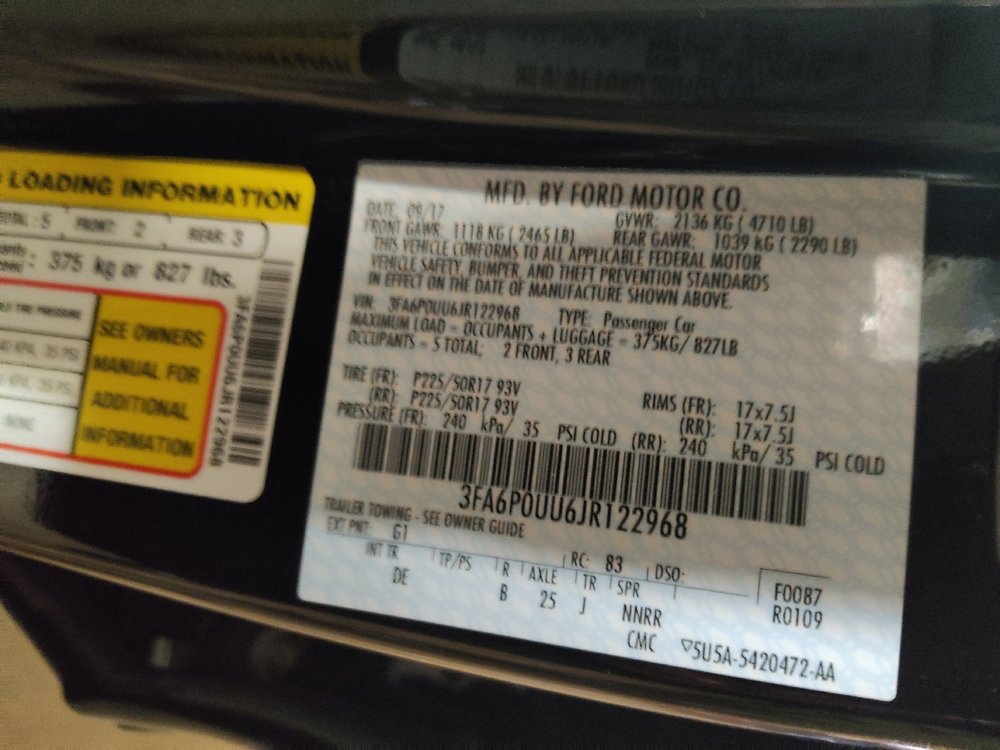 LOADING INFORMATION
TOTAL : 5 FRONT: 2 REAR: 3
375 kg or 827 lbs.
SEE OWNERS
MANUAL FOR
ADDITIONAL
INFORMATION
NONE
3FA6P0UU6JR122968
MFD. BY FORD MOTOR CO.
DATE: 09/17 GVWR: 2136 KG ( 4710 LB)
FRONT GAWR: 1118 KG ( 2465 LB) REAR GAWR: 1039 KG ( 2290 LB)
THIS VEHICLE CONFORMS TO ALL APPLICABLE FEDERAL MOTOR
VEHICLE SAFETY, BUMPER, AND THEFT PREVENTION STANDARDS
IN EFFECT ON THE DATE OF MANUFACTURE SHOWN ABOVE.
VIN: 3FA6P0UU6JR122968 TYPE: Passenger Car
MAXIMUM LOAD = OCCUPANTS + LUGGAGE = 375KG/ 827LB
OCCUPANTS = 5 TOTAL; 2 FRONT, 3 REAR
TIRE (FR): P225/50R17 93V RIMS (FR): 17x7.5J
(RR): P225/50R17 93V (RR): 17x7.5J
PRESSURE (FR): 240 kPa/ 35 PSI COLD (RR): 240 kPa/ 35 PSI COLD
3FA6P0UU6JR122968
TRAILER TOWING - SEE OWNER GUIDE
EXT PNT: G1 RC: 83 DSO: F0087
INT TR TP/PS R AXLE TR SPR R0109
DE B 25 J NNRR
CMC ▽5U5A-5420472-AA